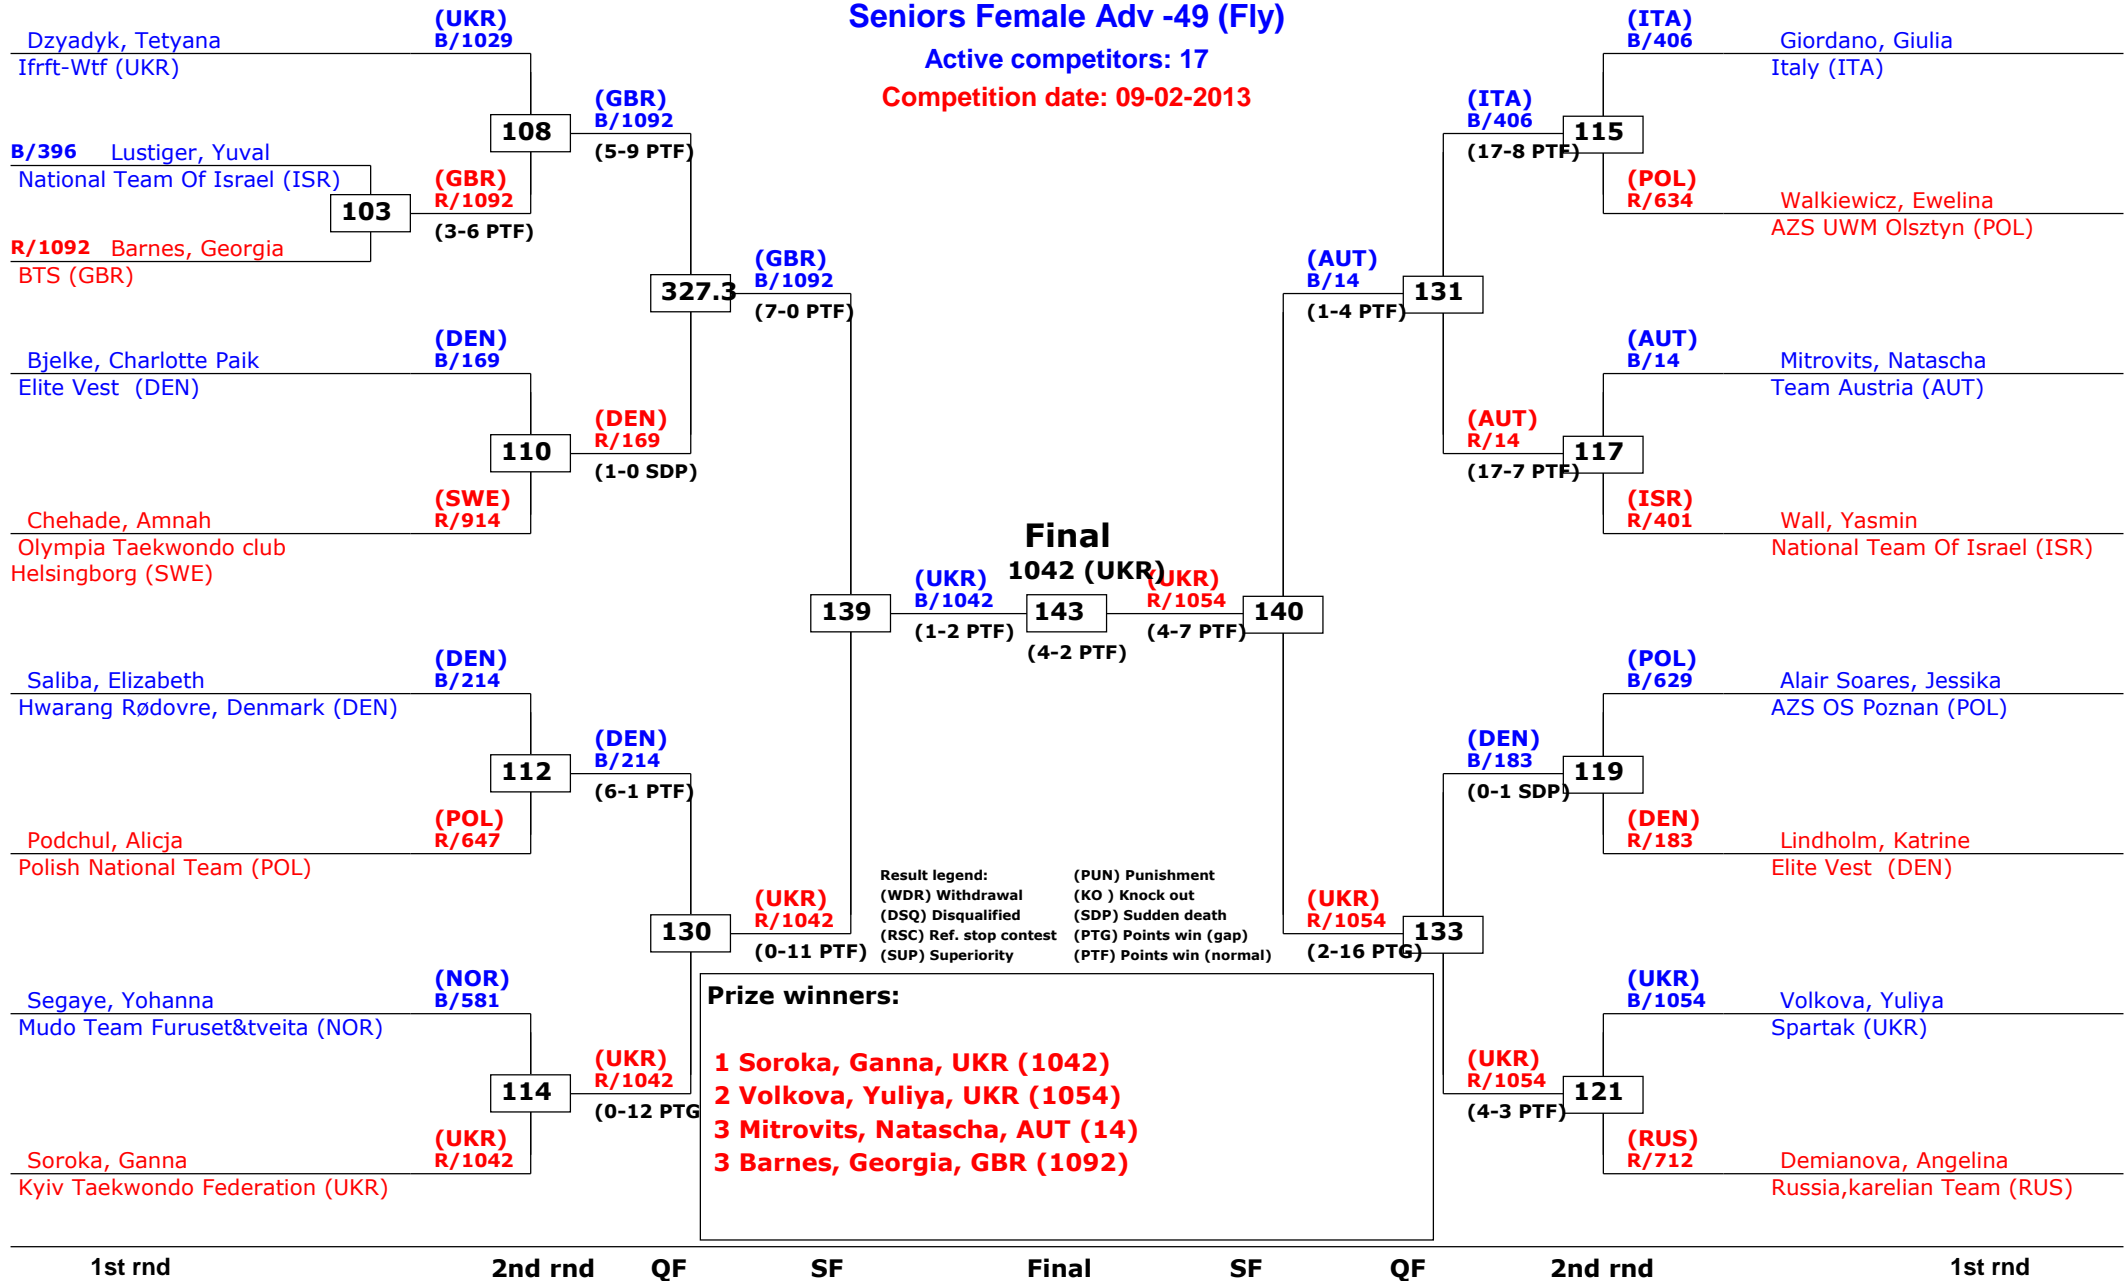 Seniors Female Adv -49 (Fly)
Active competitors: 17
Competition date: 09-02-2013
(UKR)
Dzyadyk, Tetyana B/1029
Ifrft-Wtf (UKR)
(GBR)
B/1092
108
(5-9 PTF)
B/396 Lustiger, Yuval
National Team Of Israel (ISR)
(GBR)
R/1092
103
(3-6 PTF)
R/1092 Barnes, Georgia
BTS (GBR)
(GBR)
B/1092
327.3
(7-0 PTF)
(DEN)
Bjelke, Charlotte Paik B/169
Elite Vest (DEN)
(DEN)
R/169
110
(1-0 SDP)
(SWE)
Chehade, Amnah R/914
Olympia Taekwondo club
Helsingborg (SWE)
139
(UKR)
B/1042
(1-2 PTF)
(DEN)
Saliba, Elizabeth B/214
Hwarang Rødovre, Denmark (DEN)
(DEN)
B/214
112
(6-1 PTF)
(POL)
Podchul, Alicja R/647
Polish National Team (POL)
(UKR)
R/1042
130
(0-11 PTF)
(NOR)
Segaye, Yohanna B/581
Mudo Team Furuset&tveita (NOR)
(UKR)
R/1042
114
(0-12 PTG
(UKR)
Soroka, Ganna R/1042
Kyiv Taekwondo Federation (UKR)
Final
1042 (UKR)
143
(4-2 PTF)
(UKR)
R/1054
140
(4-7 PTF)
(ITA)
B/406 Giordano, Giulia
Italy (ITA)
(ITA)
B/406
115
(17-8 PTF)
(POL)
R/634 Walkiewicz, Ewelina
AZS UWM Olsztyn (POL)
(AUT)
B/14
131
(1-4 PTF)
(AUT)
B/14 Mitrovits, Natascha
Team Austria (AUT)
(AUT)
R/14
117
(17-7 PTF)
(ISR)
R/401 Wall, Yasmin
National Team Of Israel (ISR)
(POL)
B/629 Alair Soares, Jessika
AZS OS Poznan (POL)
(DEN)
B/183
119
(0-1 SDP)
(DEN)
R/183 Lindholm, Katrine
Elite Vest (DEN)
(UKR)
R/1054
133
(2-16 PTG)
(UKR)
B/1054 Volkova, Yuliya
Spartak (UKR)
(UKR)
R/1054
121
(4-3 PTF)
(RUS)
R/712 Demianova, Angelina
Russia,karelian Team (RUS)
Result legend: (PUN) Punishment
(WDR) Withdrawal (KO ) Knock out
(DSQ) Disqualified (SDP) Sudden death
(RSC) Ref. stop contest (PTG) Points win (gap)
(SUP) Superiority (PTF) Points win (normal)
Prize winners:
1 Soroka, Ganna, UKR (1042)
2 Volkova, Yuliya, UKR (1054)
3 Mitrovits, Natascha, AUT (14)
3 Barnes, Georgia, GBR (1092)
1st rnd 2nd rnd QF SF Final SF QF 2nd rnd 1st rnd